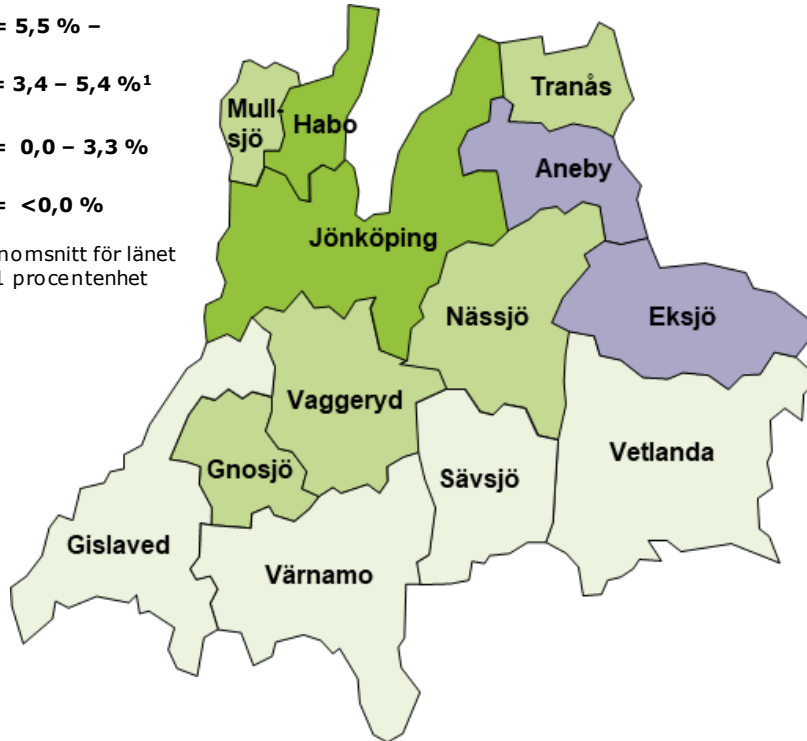 = 5,5 % –
= 3,4 – 5,4 %¹
= 0,0 – 3,3 %
= <0,0 %
nomsnitt för länet
1 procentenhet
Tranås
Mull-
sjö
Habo
Aneby
Jönköping
Nässjö
Eksjö
Vaggeryd
Vetlanda
Gnosjö
Sävsjö
Gislaved
Värnamo